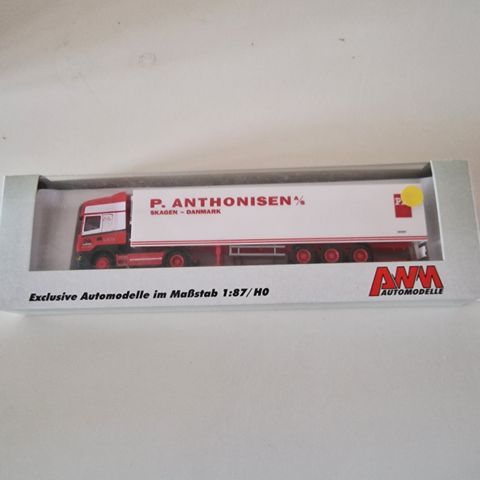 P. ANTHONISEN A/S
SKAGEN - DANMARK
Exclusive Automodelle im Maßstab 1:87/H0
AWM
AUTOMODELLE